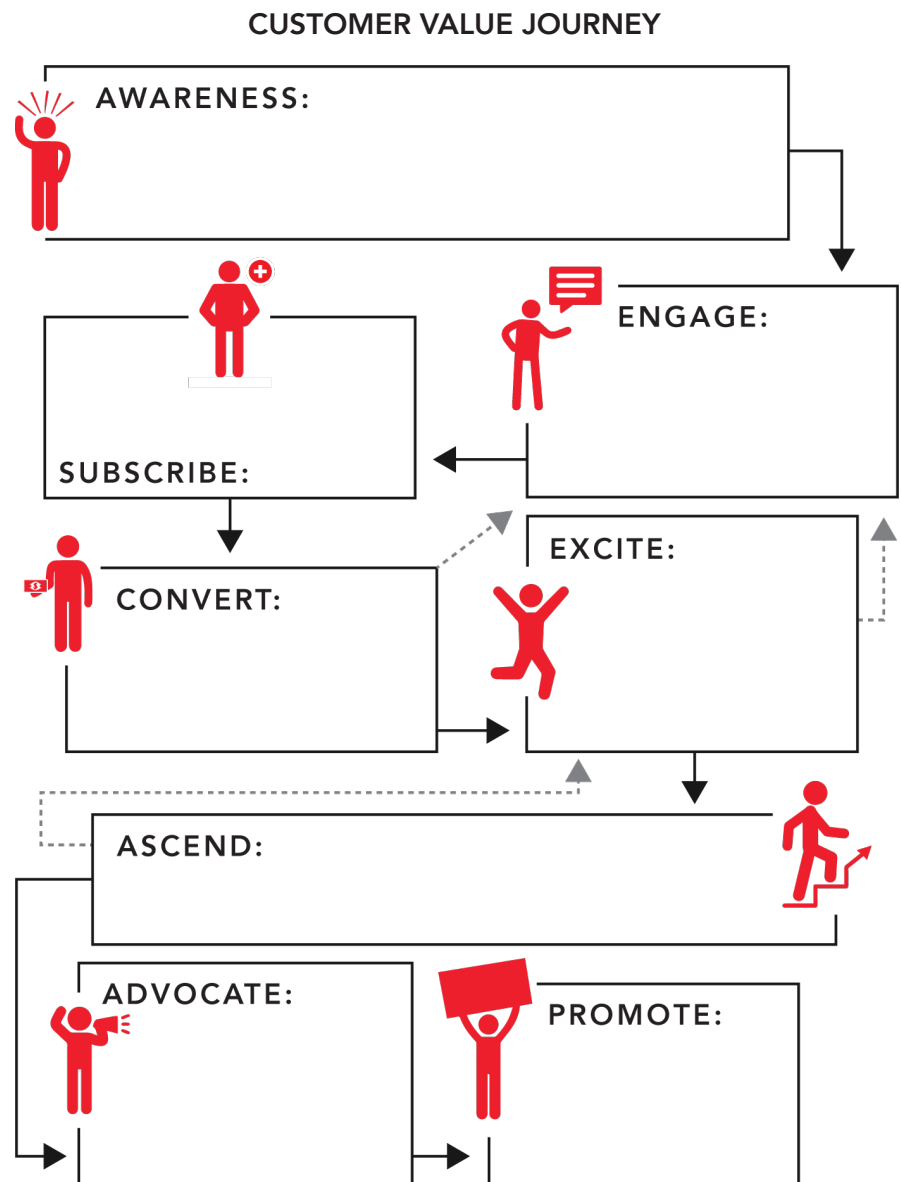 CUSTOMER VALUE JOURNEY
AWARENESS:
ENGAGE:
SUBSCRIBE:
CONVERT:
EXCITE:
ASCEND:
ADVOCATE:
PROMOTE: